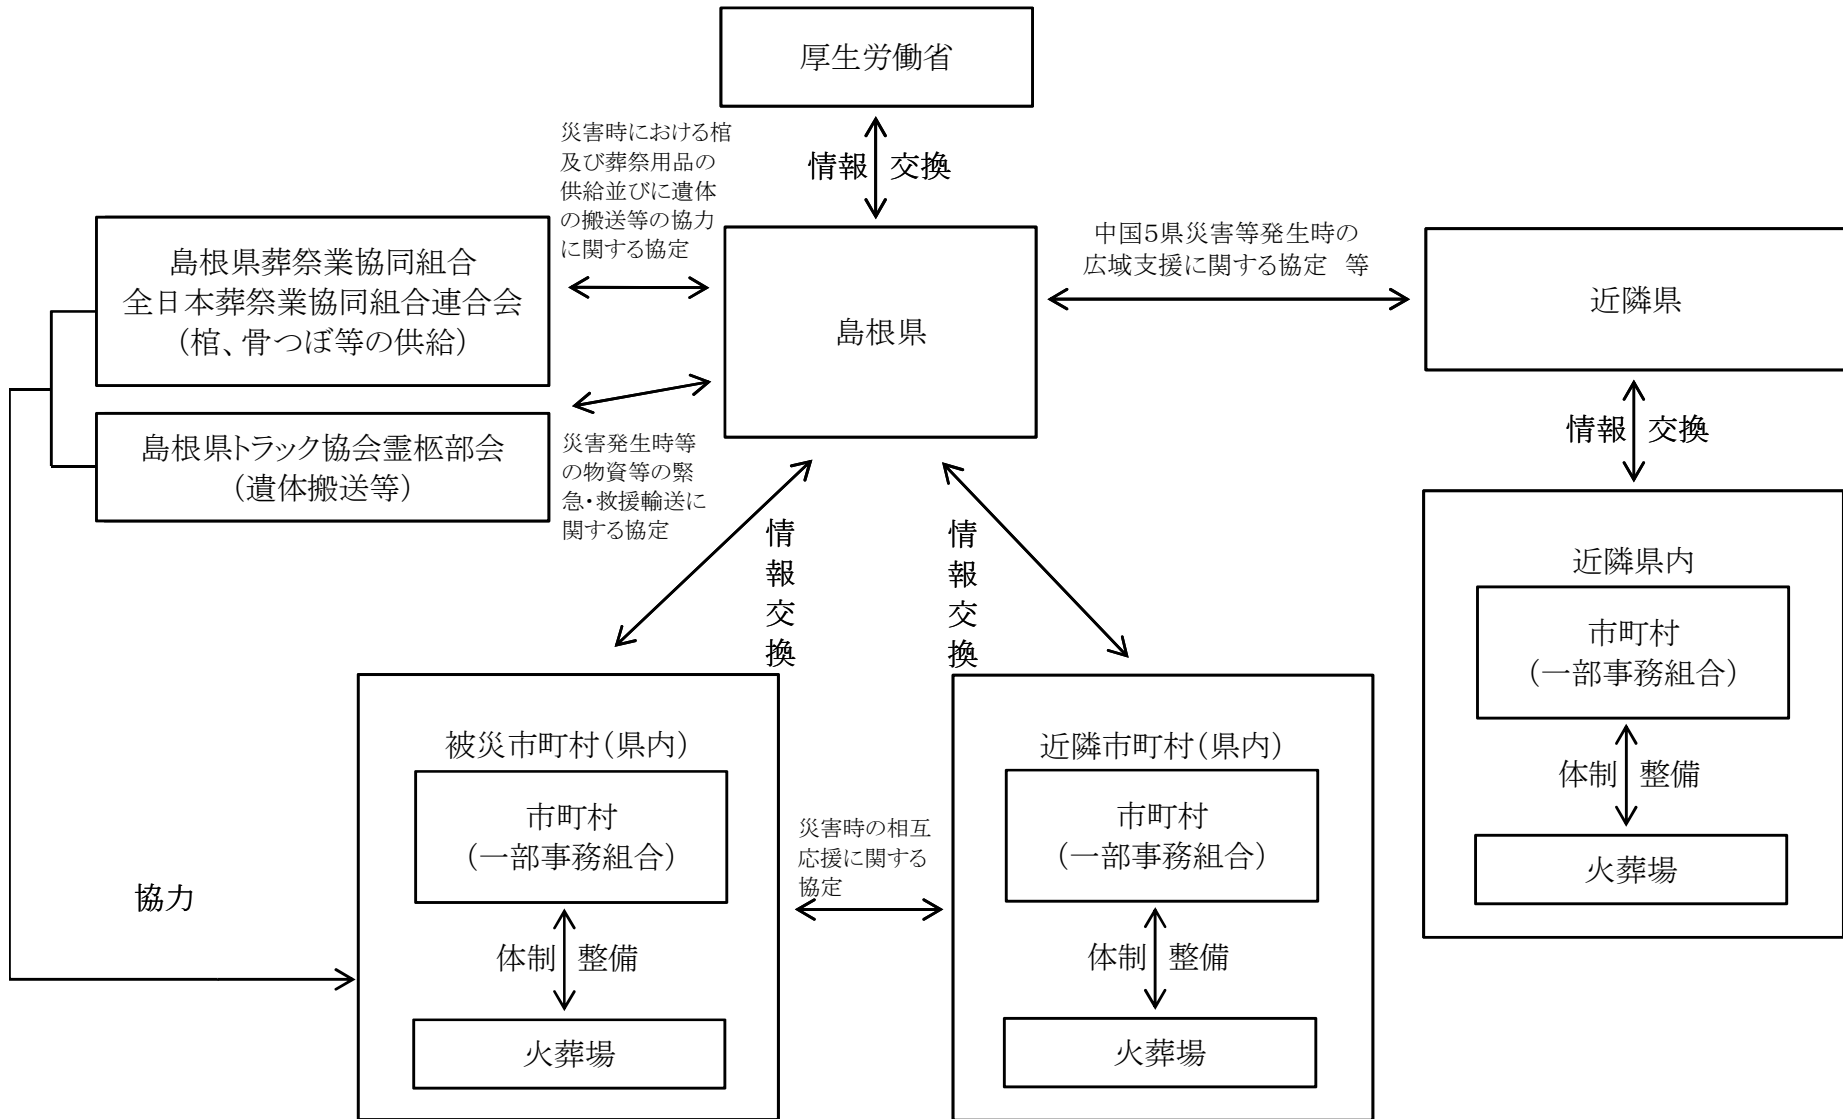 厚生労働省
災害時における棺
及び葬祭用品の
供給並びに遺体
の搬送等の協力
に関する協定
情報 交換
島根県葬祭業協同組合
全日本葬祭業協同組合連合会
(棺、骨つぼ等の供給)
島根県
中国5県災害等発生時の
広域支援に関する協定 等
近隣県
島根県トラック協会霊柩部会
(遺体搬送等)
災害発生時等
の物資等の緊
急・救援輸送に
関する協定
情報 交換
情報交換
情報交換
近隣県内
市町村
(一部事務組合)
体制 整備
火葬場
被災市町村(県内)
市町村
(一部事務組合)
体制 整備
火葬場
災害時の相互
応援に関する
協定
近隣市町村(県内)
市町村
(一部事務組合)
体制 整備
火葬場
協力